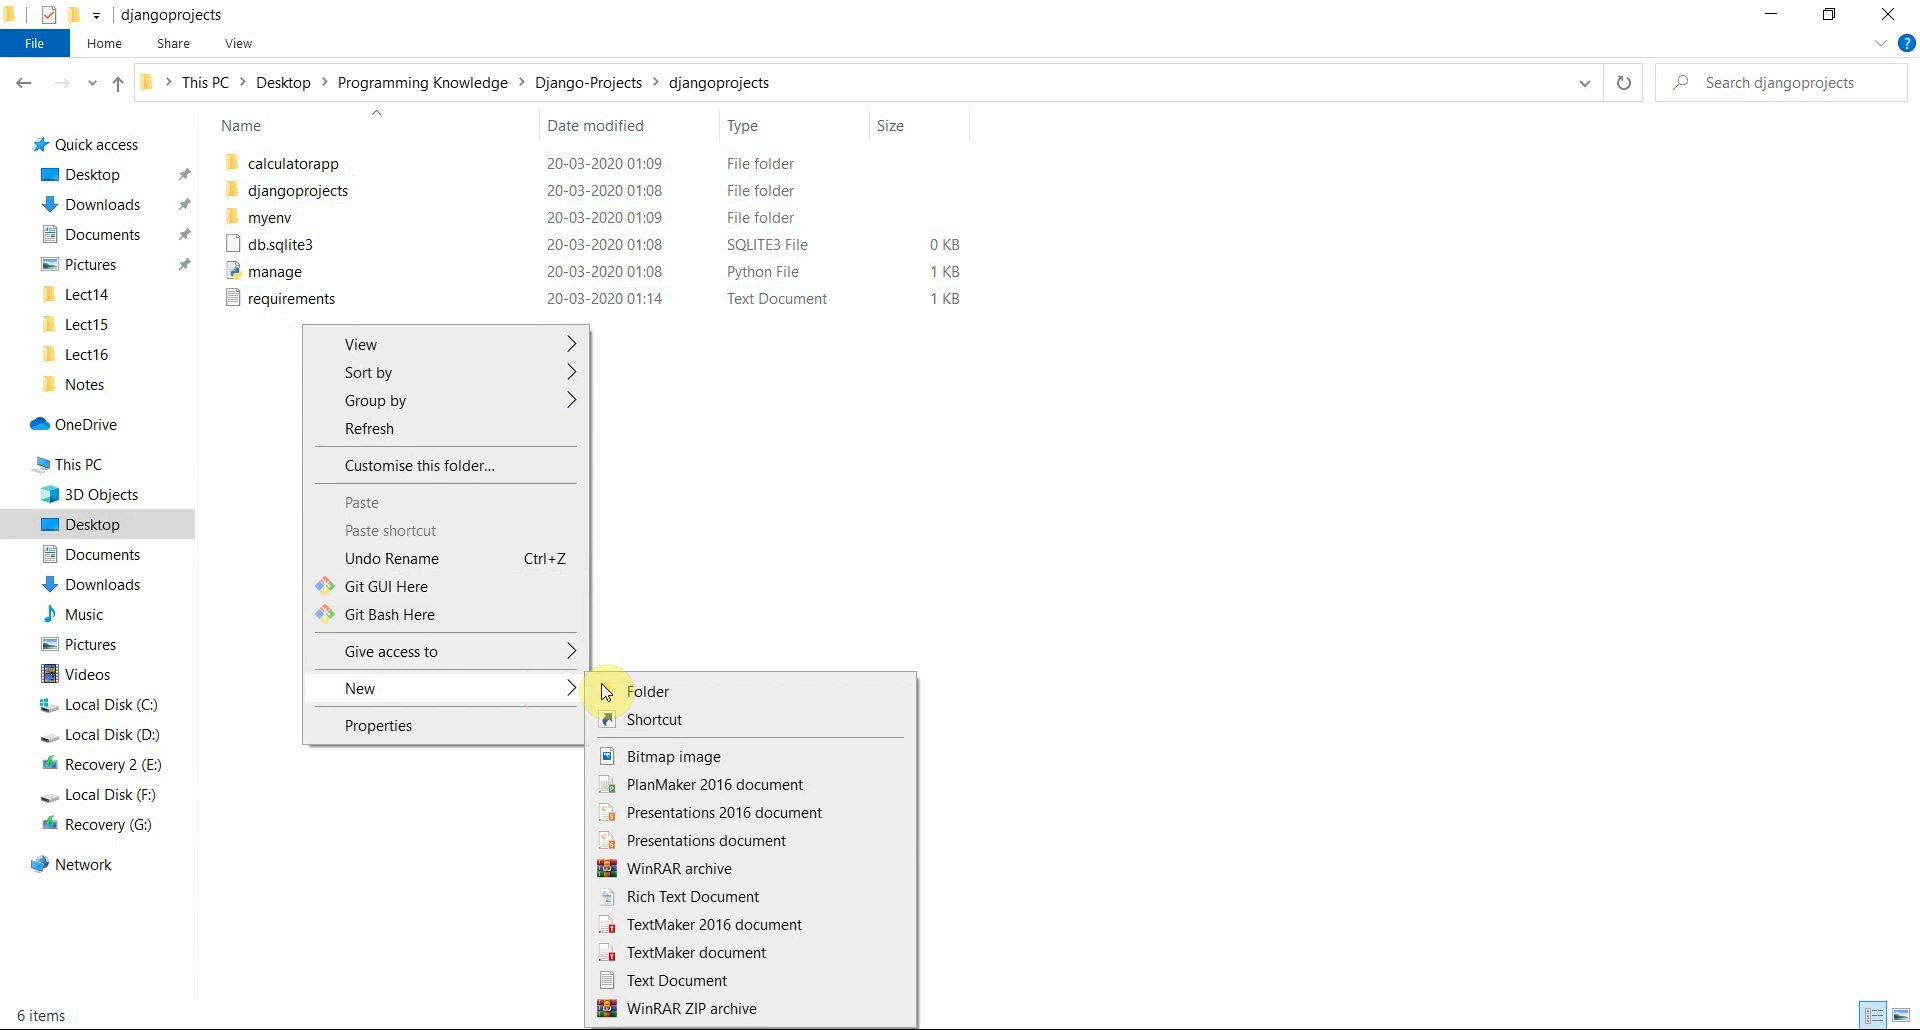 djangoprojects
File Home Share View
This PC Desktop Programming Knowledge Django-Projects djangoprojects Search djangoprojects
Name Date modified Type Size
calculatorapp 20-03-2020 01:09 File folder
djangoprojects 20-03-2020 01:08 File folder
myenv 20-03-2020 01:09 File folder
db.sqlite3 20-03-2020 01:08 SQLITE3 File 0 KB
manage 20-03-2020 01:08 Python File 1 KB
requirements 20-03-2020 01:14 Text Document 1 KB
Quick access
Desktop
Downloads
Documents
Pictures
Lect14
Lect15
Lect16
Notes
OneDrive
This PC
3D Objects
Desktop
Documents
Downloads
Music
Pictures
Videos
Local Disk (C:)
Local Disk (D:)
Recovery 2 (E:)
Local Disk (F:)
Recovery (G:)
Network
View
Sort by
Group by
Refresh
Customise this folder...
Paste
Paste shortcut
Undo Rename Ctrl+Z
Git GUI Here
Git Bash Here
Give access to
New
Properties
Folder
Shortcut
Bitmap image
PlanMaker 2016 document
Presentations 2016 document
Presentations document
WinRAR archive
Rich Text Document
TextMaker 2016 document
TextMaker document
Text Document
WinRAR ZIP archive
6 items